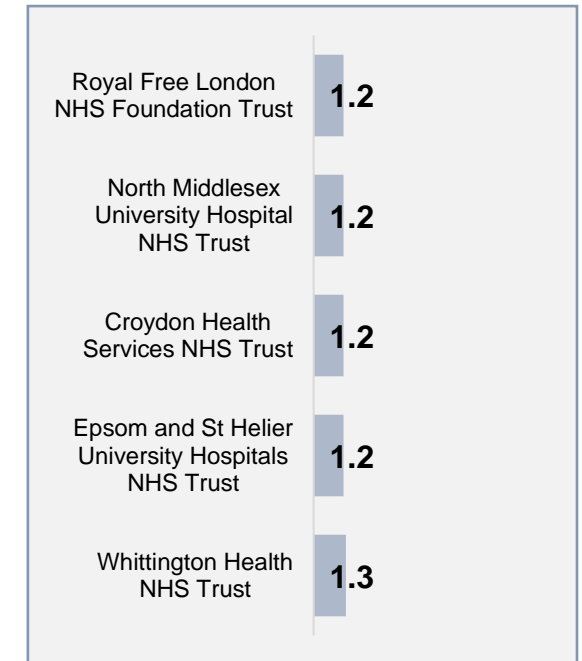 Royal Free London
NHS Foundation Trust
1.2
North Middlesex
University Hospital
NHS Trust
1.2
Croydon Health
Services NHS Trust
1.2
Epsom and St Helier
University Hospitals
NHS Trust
1.2
Whittington Health
NHS Trust
1.3